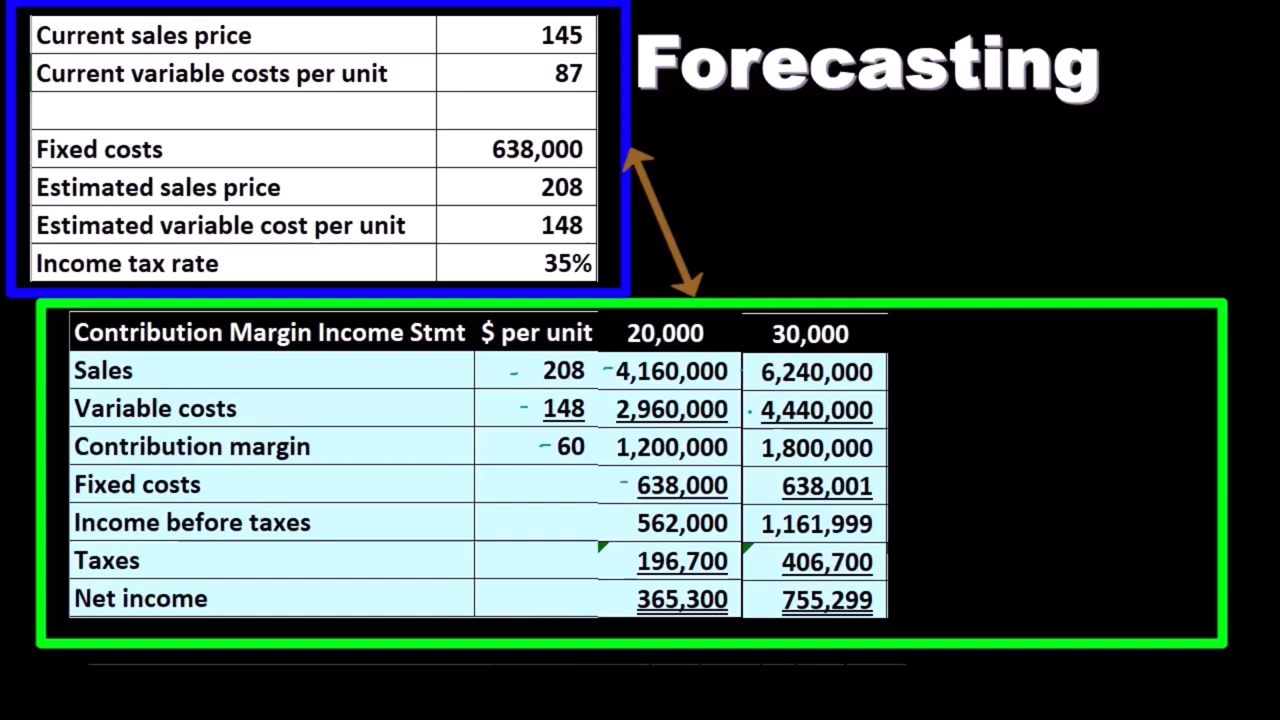 Forecasting
Current sales price 145
Current variable costs per unit 87
Fixed costs 638,000
Estimated sales price 208
Estimated variable cost per unit 148
Income tax rate 35%
Contribution Margin Income Stmt $ per unit 20,000 30,000
Sales 208 4,160,000 6,240,000
Variable costs 148 2,960,000 4,440,000
Contribution margin 60 1,200,000 1,800,000
Fixed costs 638,000 638,001
Income before taxes 562,000 1,161,999
Taxes 196,700 406,700
Net income 365,300 755,299